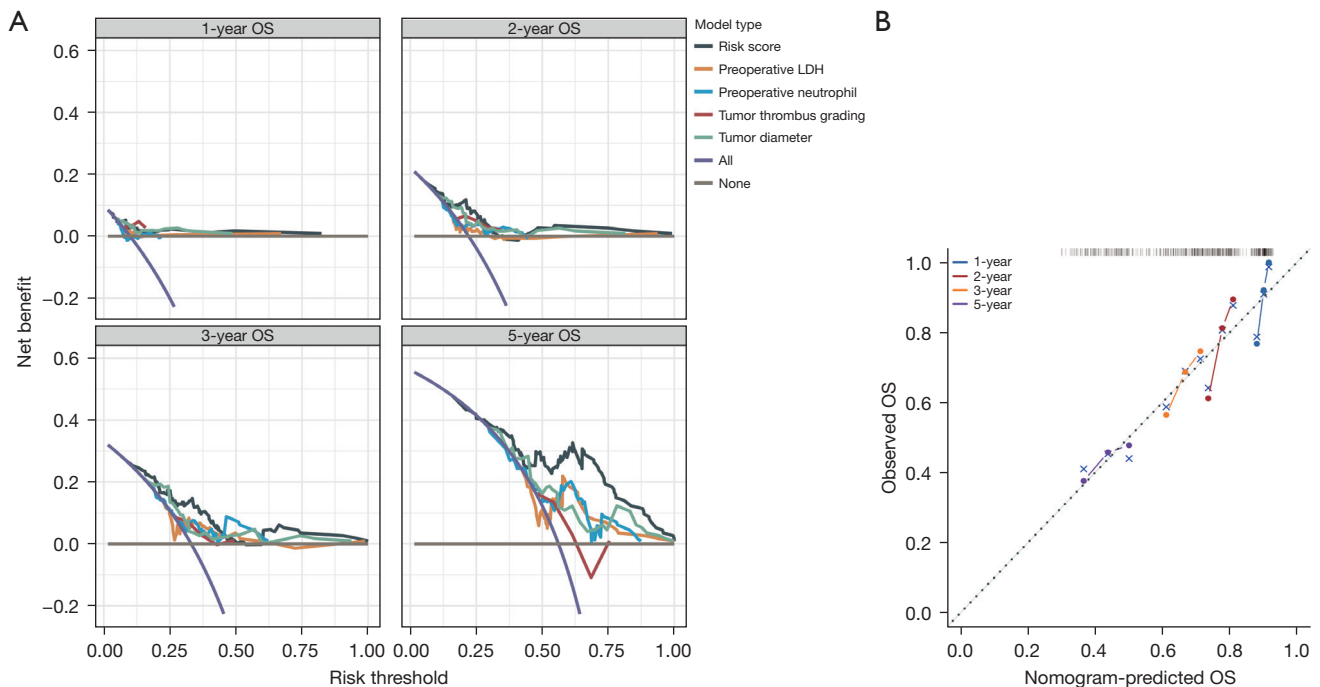 A
1-year OS
2-year OS
0.6
0.4
0.2
0.0
−0.2
3-year OS
5-year OS
0.6
0.4
0.2
0.0
−0.2
Net benefit
0.00 0.25 0.50 0.75 1.00
0.00 0.25 0.50 0.75 1.00
Risk threshold
Model type
Risk score
Preoperative LDH
Preoperative neutrophil
Tumor thrombus grading
Tumor diameter
All
None
B
1-year
2-year
3-year
5-year
1.0
0.8
0.6
0.4
0.2
0.0
Observed OS
0.0 0.2 0.4 0.6 0.8 1.0
Nomogram-predicted OS